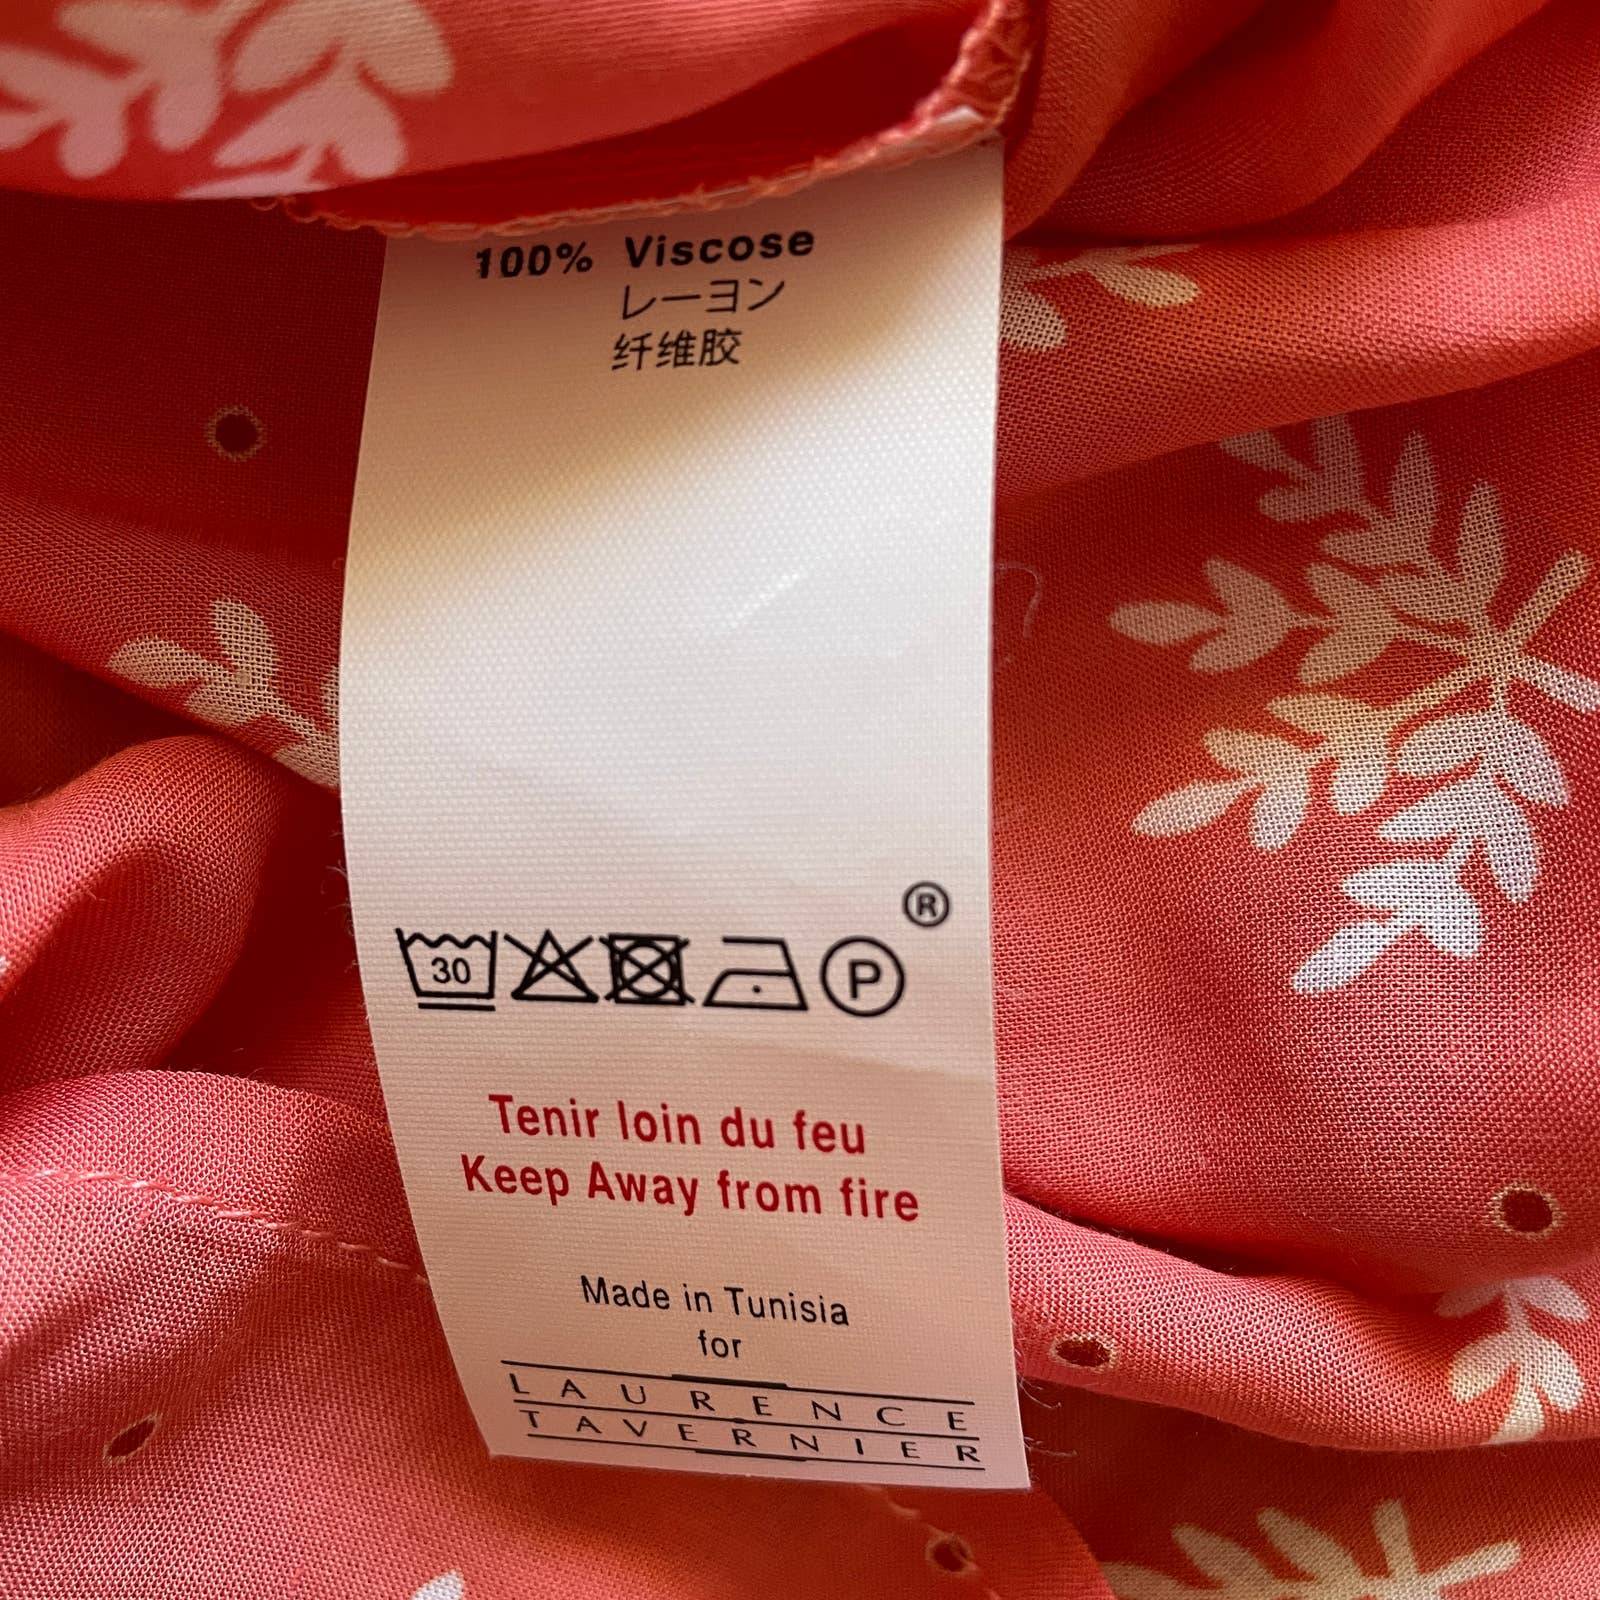 100% Viscose
レーヨン
纤维胶
®
30 P
Tenir loin du feu
Keep Away from fire
Made in Tunisia
for
LAURENCE
TAVERNIER